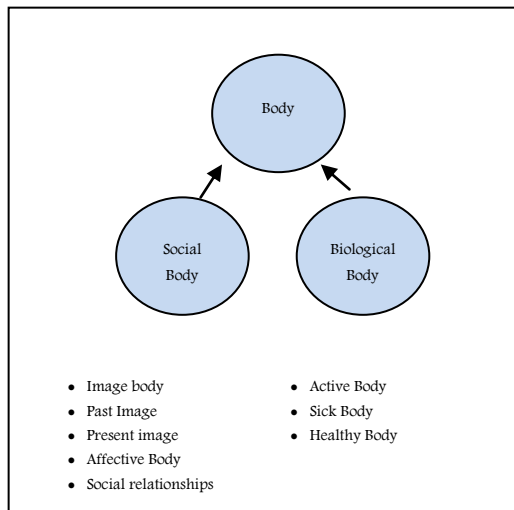 Body
Social
Body
Biological
Body
• Image body
• Past Image
• Present image
• Affective Body
• Social relationships
• Active Body
• Sick Body
• Healthy Body